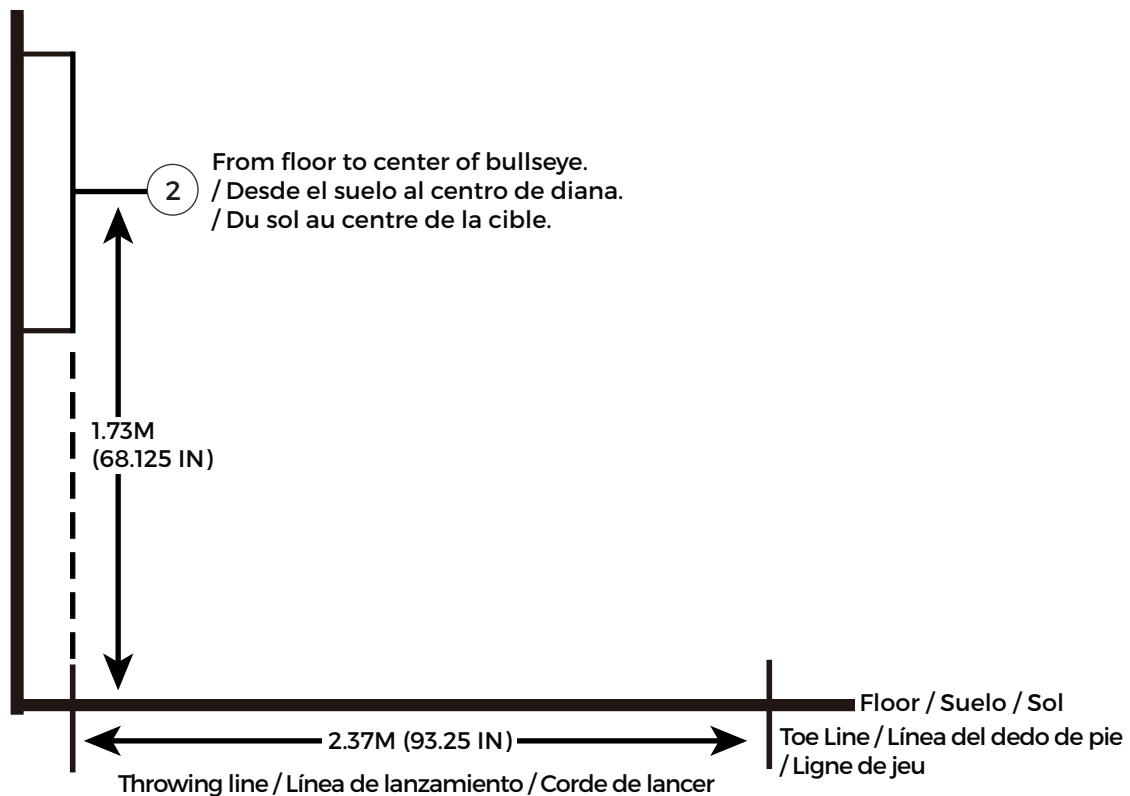 2
From floor to center of bullseye.
/ Desde el suelo al centro de diana.
/ Du sol au centre de la cible.
1.73M
(68.125 IN)
Floor / Suelo / Sol
2.37M (93.25 IN)
Toe Line / Línea del dedo de pie
/ Ligne de jeu
Throwing line / Línea de lanzamiento / Corde de lancer